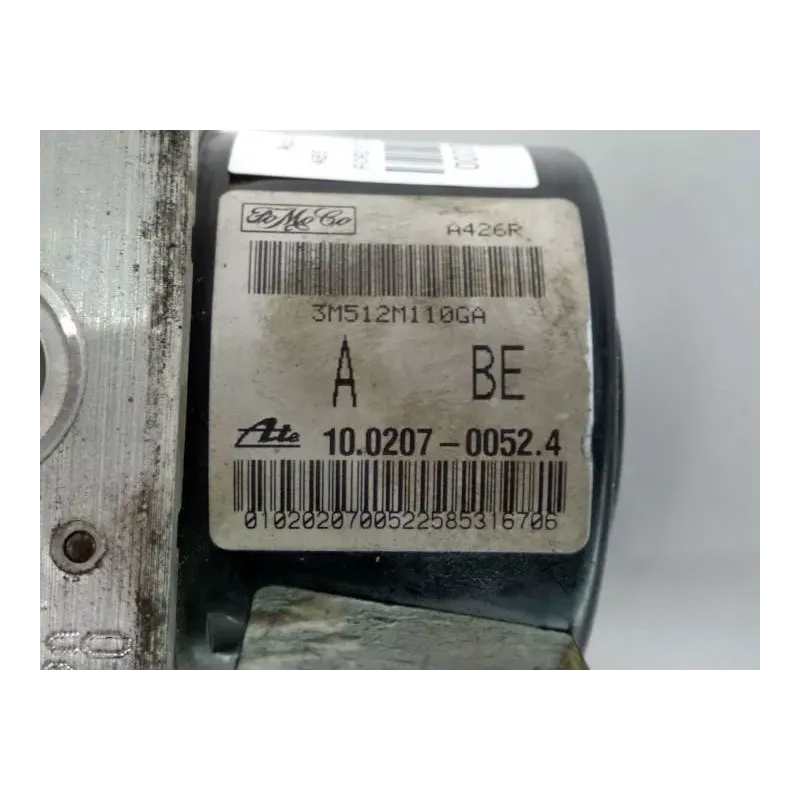 FoMoCo A426R
3M512M110GA
A BE
Ate 10.0207-0052.4
0102020700522585316706